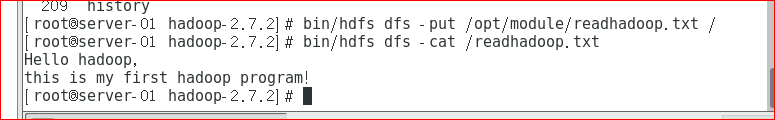 209 history
[root@server-01 hadoop-2.7.2]# bin/hdfs dfs -put /opt/module/readhadoop.txt /
[root@server-01 hadoop-2.7.2]# bin/hdfs dfs -cat /readhadoop.txt
Hello hadoop,
this is my first hadoop program!
[root@server-01 hadoop-2.7.2]#